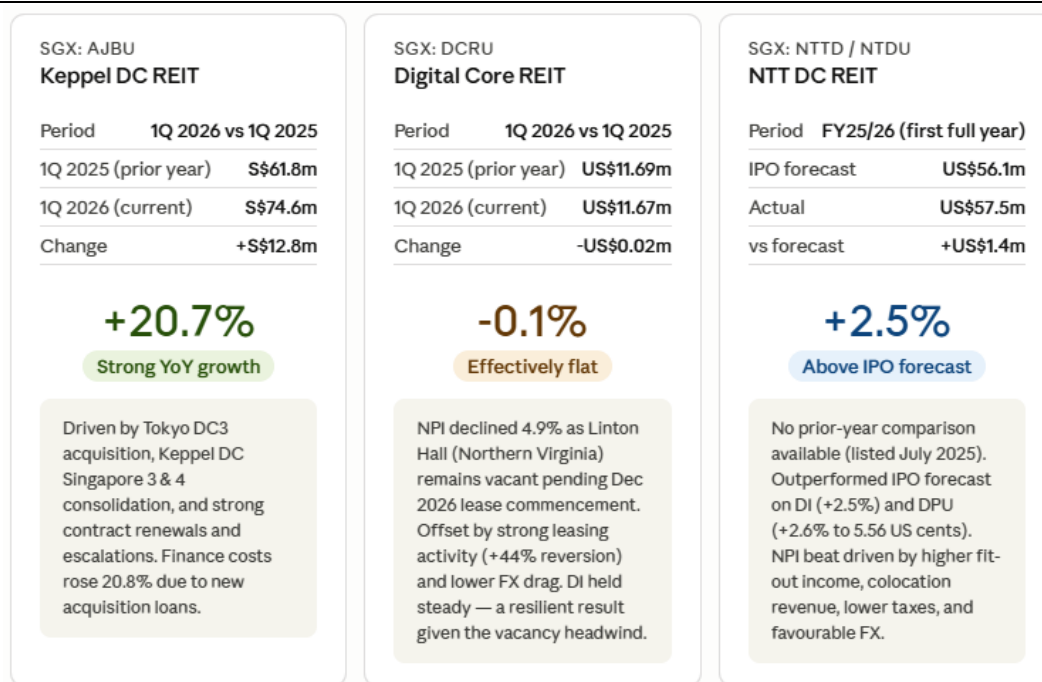 SGX: AJBU
Keppel DC REIT
Period 1Q 2026 vs 1Q 2025
1Q 2025 (prior year) S$61.8m
1Q 2026 (current) S$74.6m
Change +S$12.8m
+20.7%
Strong YoY growth
Driven by Tokyo DC3
acquisition, Keppel DC
Singapore 3 & 4
consolidation, and strong
contract renewals and
escalations. Finance costs
rose 20.8% due to new
acquisition loans.
SGX: DCRU
Digital Core REIT
Period 1Q 2026 vs 1Q 2025
1Q 2025 (prior year) US$11.69m
1Q 2026 (current) US$11.67m
Change -US$0.02m
-0.1%
Effectively flat
NPI declined 4.9% as Linton
Hall (Northern Virginia)
remains vacant pending Dec
2026 lease commencement.
Offset by strong leasing
activity (+44% reversion)
and lower FX drag. DI held
steady — a resilient result
given the vacancy headwind.
SGX: NTTD / NTDU
NTT DC REIT
Period FY25/26 (first full year)
IPO forecast US$56.1m
Actual US$57.5m
vs forecast +US$1.4m
+2.5%
Above IPO forecast
No prior-year comparison
available (listed July 2025).
Outperformed IPO forecast
on DI (+2.5%) and DPU
(+2.6% to 5.56 US cents).
NPI beat driven by higher fit-
out income, colocation
revenue, lower taxes, and
favourable FX.